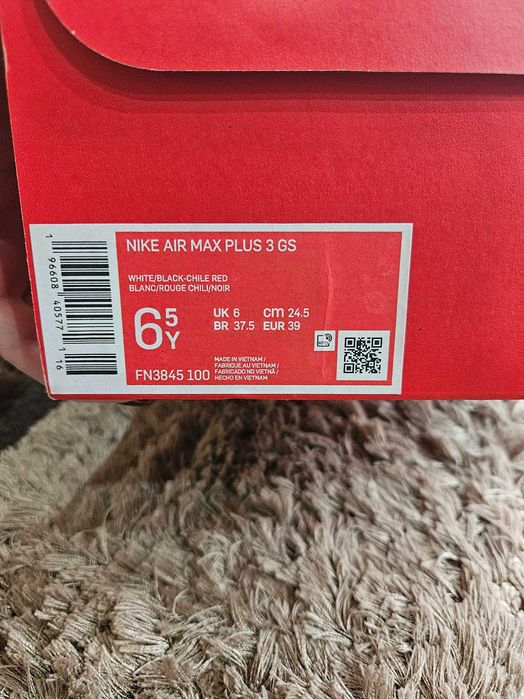 NIKE AIR MAX PLUS 3 GS
WHITE/BLACK-CHILE RED
BLANC/ROUGE CHILI/NOIR
6 5 Y
UK 6 cm 24.5
BR 37.5 EUR 39
FN3845 100
MADE IN VIETNAM /
FABRIQUE AU VIETNAM /
FABRICADO NO VIETNÃ /
HECHO EN VIETNAM
1 96608 40577 1 16